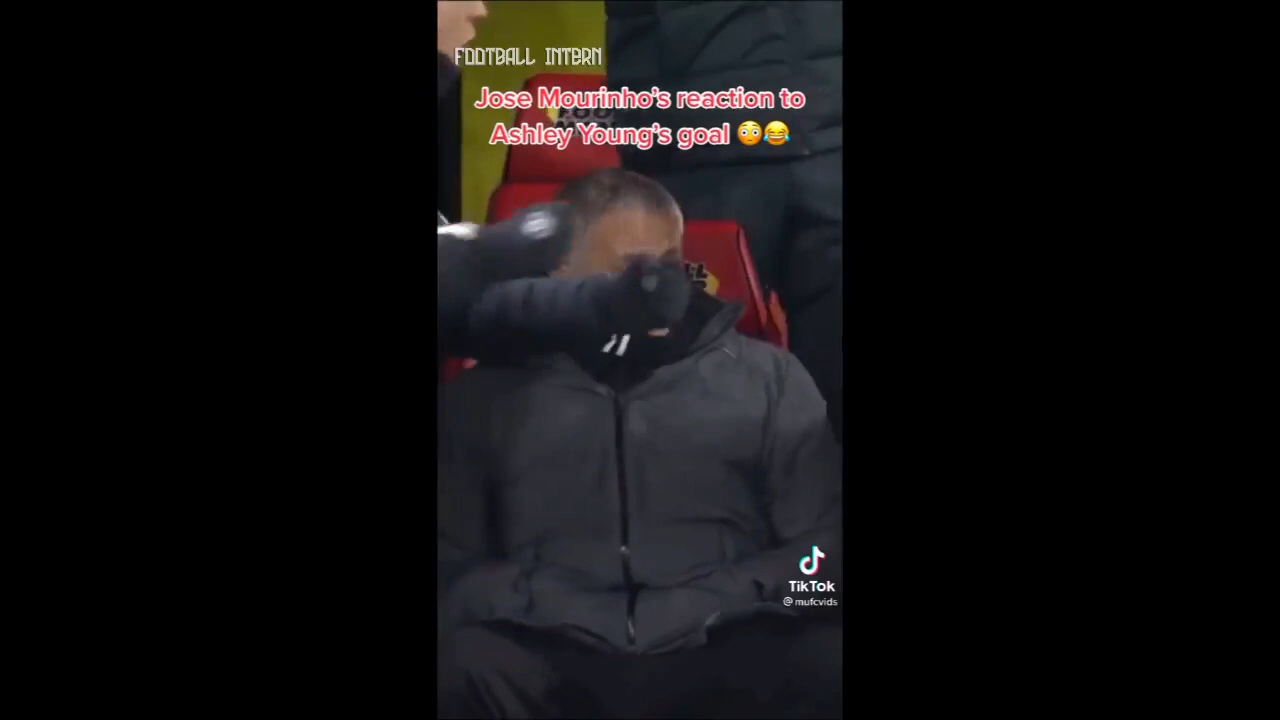 FOOTBALL INTERN
Jose Mourinho's reaction to
Ashley Young's goal 😳😂
TikTok
@mufcvids